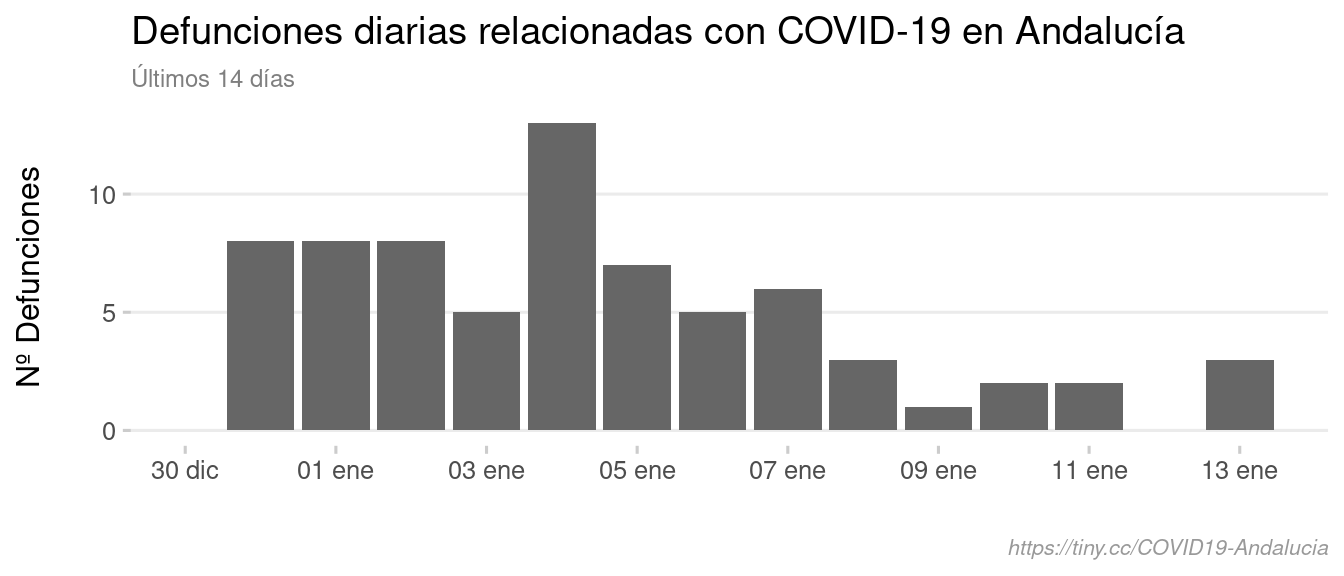 Defunciones diarias relacionadas con COVID-19 en Andalucía
Últimos 14 días
Nº Defunciones
10
5
0
30 dic
01 ene
03 ene
05 ene
07 ene
09 ene
11 ene
13 ene
https://tiny.cc/COVID19-Andalucia